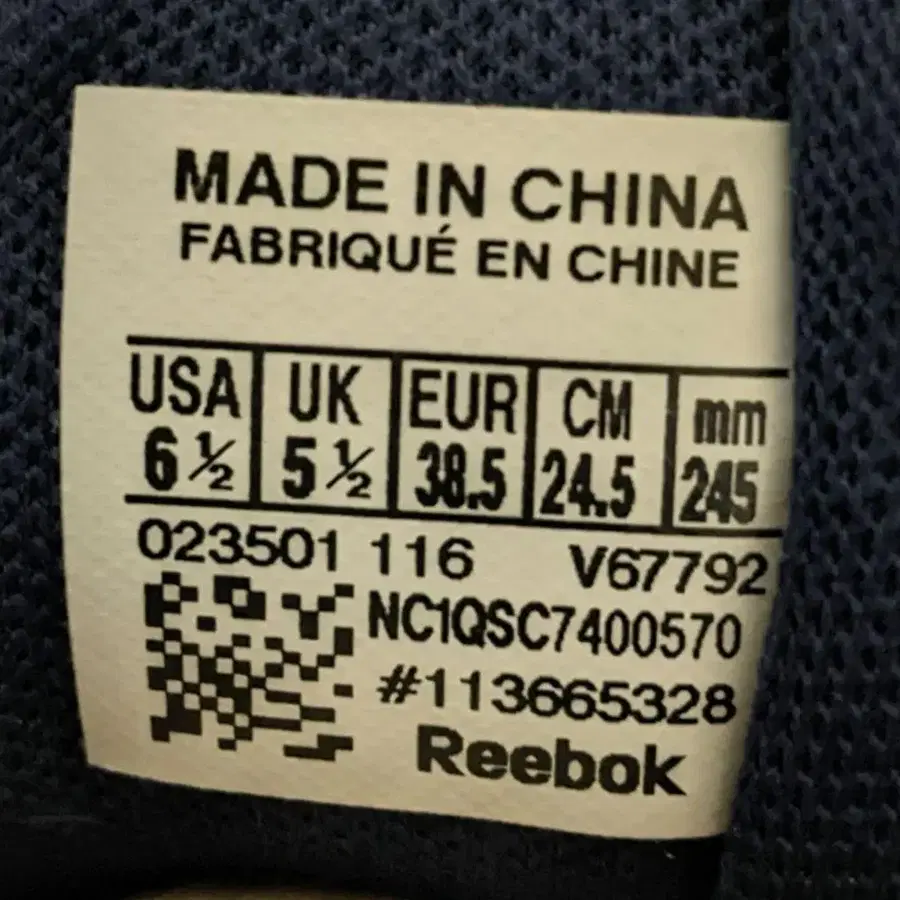 MADE IN CHINA
FABRIQUÉ EN CHINE
USA UK EUR CM mm
6 ½ 5 ½ 38.5 24.5 245
023501 116 V67792
NC1QSC7400570
#113665328
Reebok